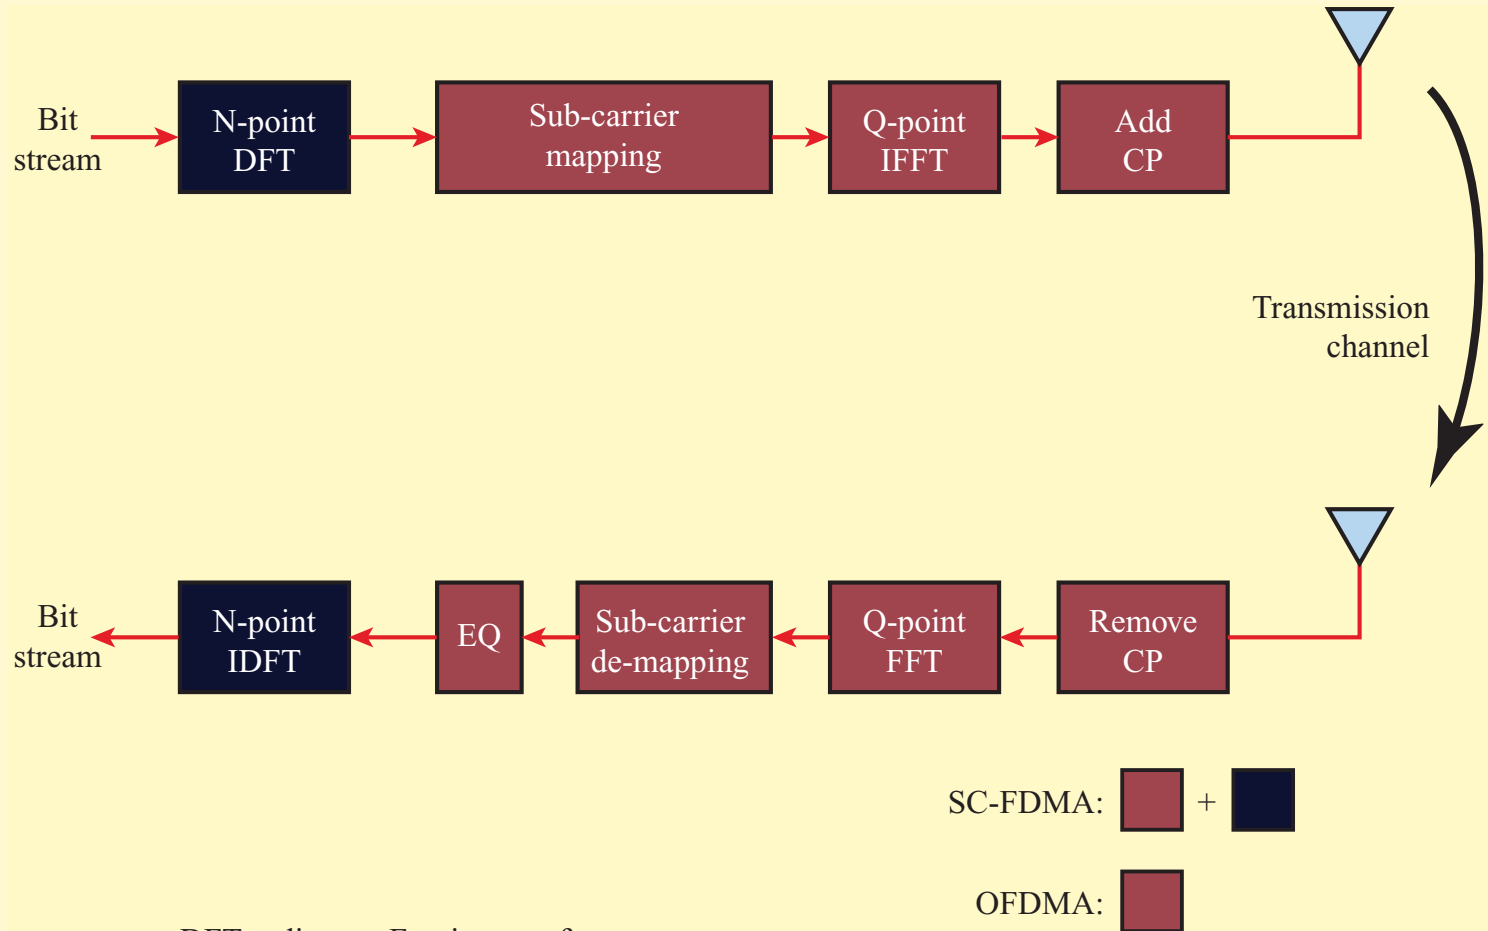 Bit
stream
N-point
DFT
Sub-carrier
mapping
Q-point
IFFT
Add
CP
Transmission
channel
Bit
stream
N-point
IDFT
EQ
Sub-carrier
de-mapping
Q-point
FFT
Remove
CP
SC-FDMA:
+
OFDMA:
DFT